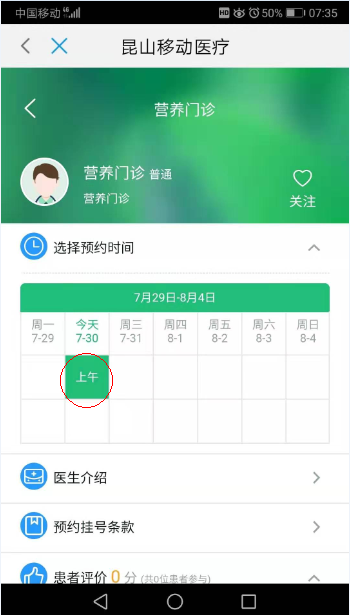 中国移动 4G HD 50% 07:35
昆山移动医疗
营养门诊
营养门诊 普通
营养门诊
关注
选择预约时间
7月29日-8月4日
周一 今天 周三 周四 周五 周六 周日
7-29 7-30 7-31 8-1 8-2 8-3 8-4
上午
医生介绍
预约挂号条款
患者评价 0 分 (共0位患者参与)